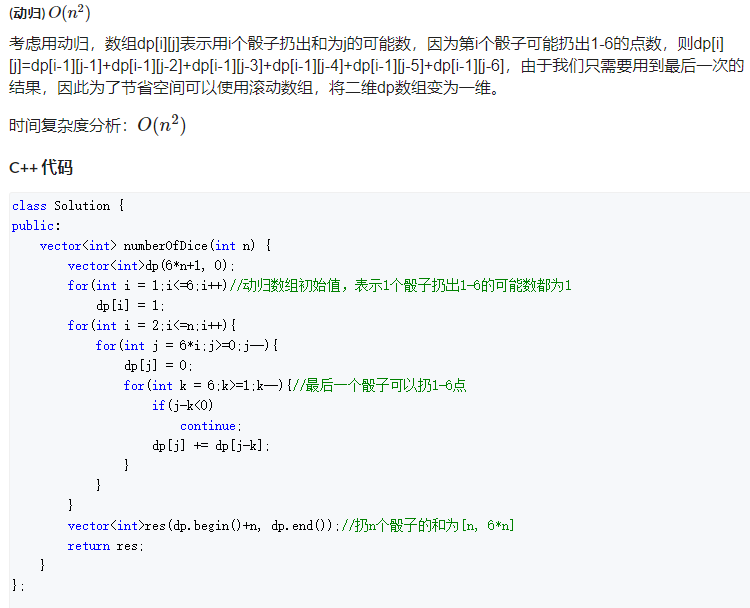 (动归) O(n²)
考虑用动归，数组dp[i][j]表示用i个骰子扔出和为j的可能数，因为第i个骰子可能扔出1-6的点数，则dp[i]
[j]=dp[i-1][j-1]+dp[i-1][j-2]+dp[i-1][j-3]+dp[i-1][j-4]+dp[i-1][j-5]+dp[i-1][j-6]，由于我们只需要用到最后一次的
结果，因此为了节省空间可以使用滚动数组，将二维dp数组变为一维。
时间复杂度分析：O(n²)
C++ 代码
class Solution {
public:
    vector<int> numberOfDice(int n) {
        vector<int>dp(6*n+1, 0);
        for(int i = 1;i<=6;i++)//动归数组初始值，表示1个骰子扔出1-6的可能数都为1
            dp[i] = 1;
        for(int i = 2;i<=n;i++){
            for(int j = 6*i;j>=0;j--){
                dp[j] = 0;
                for(int k = 6;k>=1;k--){//最后一个骰子可以扔1-6点
                    if(j-k<0)
                        continue;
                    dp[j] += dp[j-k];
                }
            }
        }
        vector<int>res(dp.begin()+n, dp.end());//扔n个骰子的和为[n, 6*n]
        return res;
    }
};